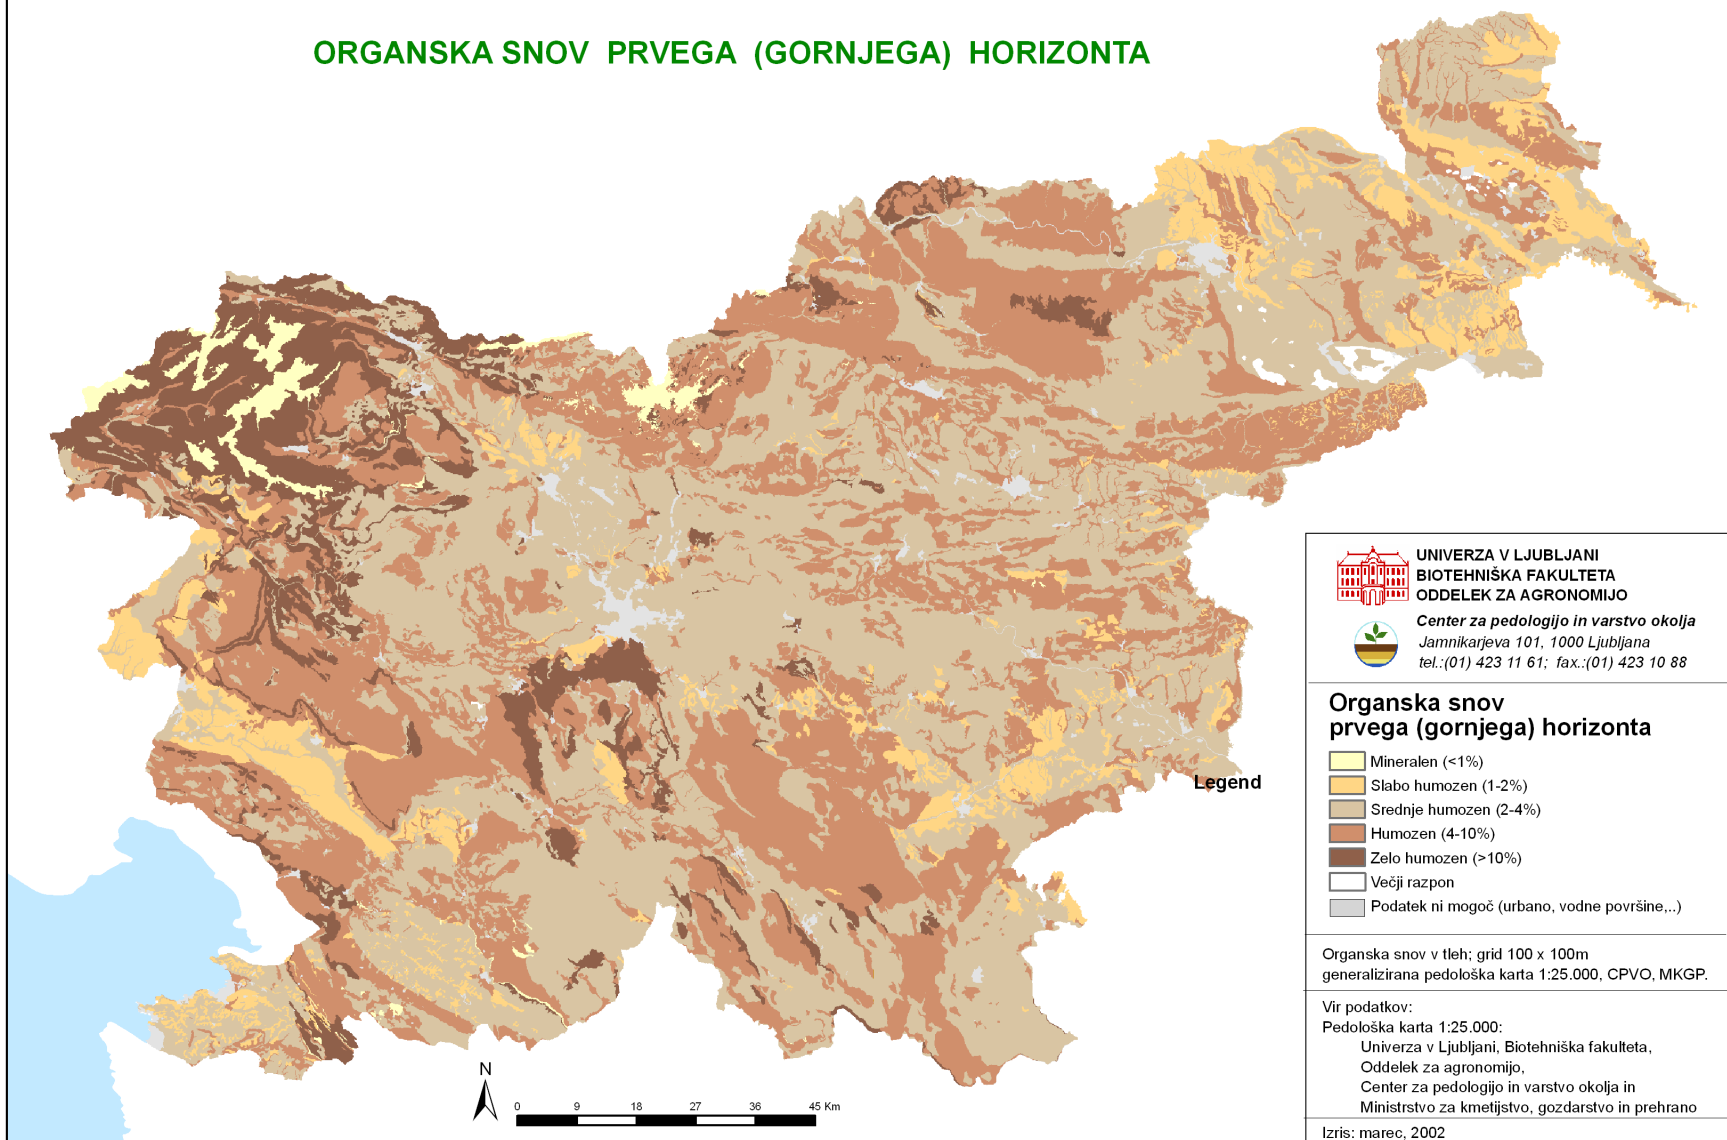 ORGANSKA SNOV PRVEGA (GORNJEGA) HORIZONTA
UNIVERZA V LJUBLJANI
BIOTEHNIŠKA FAKULTETA
ODDELEK ZA AGRONOMIJO
Center za pedologijo in varstvo okolja
Jamnikarjeva 101, 1000 Ljubljana
tel.:(01) 423 11 61; fax.:(01) 423 10 88
Organska snov
prvega (gornjega) horizonta
Legend
Mineralen (<1%)
Slabo humozen (1-2%)
Srednje humozen (2-4%)
Humozen (4-10%)
Zelo humozen (>10%)
Večji razpon
Podatek ni mogoč (urbano, vodne površine,..)
Organska snov v tleh; grid 100 x 100m
generalizirana pedološka karta 1:25.000, CPVO, MKGP.
Vir podatkov:
Pedološka karta 1:25.000:
Univerza v Ljubljani, Biotehniška fakulteta,
Oddelek za agronomijo,
Center za pedologijo in varstvo okolja in
Ministrstvo za kmetijstvo, gozdarstvo in prehrano
Izris: marec, 2002
N
0 9 18 27 36 45 Km